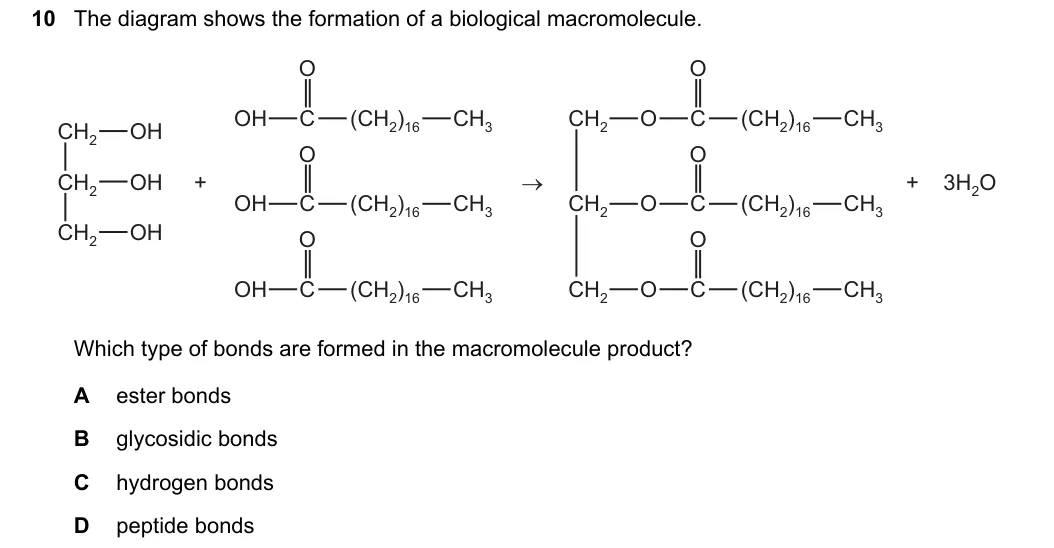 10 The diagram shows the formation of a biological macromolecule.
O O
OH—C—(CH₂)₁₆—CH₃ CH₂—O—C—(CH₂)₁₆—CH₃
CH₂—OH
O O
CH₂—OH + → + 3H₂O
OH—C—(CH₂)₁₆—CH₃ CH₂—O—C—(CH₂)₁₆—CH₃
CH₂—OH
O O
OH—C—(CH₂)₁₆—CH₃ CH₂—O—C—(CH₂)₁₆—CH₃
Which type of bonds are formed in the macromolecule product?
A ester bonds
B glycosidic bonds
C hydrogen bonds
D peptide bonds